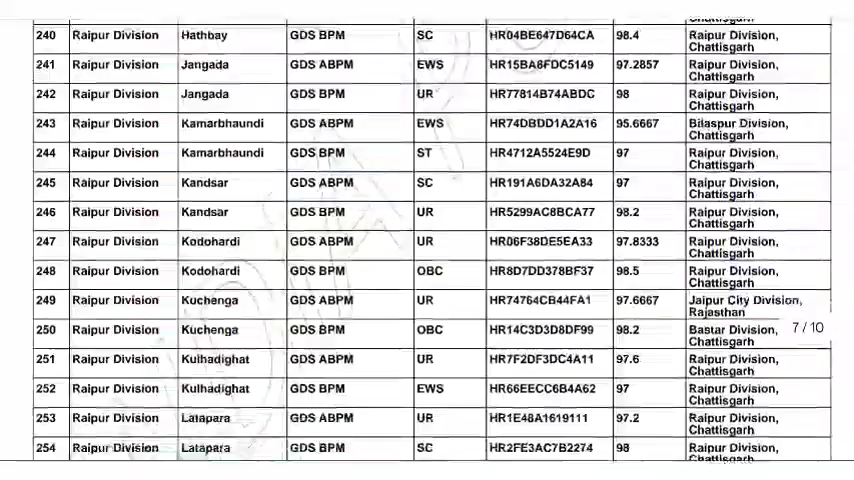 Chattisgarh
240 Raipur Division Hathbay GDS BPM SC HR04BE647D64CA 98.4 Raipur Division,
Chattisgarh
241 Raipur Division Jangada GDS ABPM EWS HR15BA8FDC5149 97.2857 Raipur Division,
Chattisgarh
242 Raipur Division Jangada GDS BPM UR HR77814B74ABDC 98 Raipur Division,
Chattisgarh
243 Raipur Division Kamarbhaundi GDS ABPM EWS HR74DBDD1A2A16 95.6667 Bilaspur Division,
Chattisgarh
244 Raipur Division Kamarbhaundi GDS BPM ST HR4712A5524E9D 97 Raipur Division,
Chattisgarh
245 Raipur Division Kandsar GDS ABPM SC HR191A6DA32A84 97 Raipur Division,
Chattisgarh
246 Raipur Division Kandsar GDS BPM UR HR5299AC8BCA77 98.2 Raipur Division,
Chattisgarh
247 Raipur Division Kodohardi GDS ABPM UR HR06F38DE5EA33 97.8333 Raipur Division,
Chattisgarh
248 Raipur Division Kodohardi GDS BPM OBC HR8D7DD378BF37 98.5 Raipur Division,
Chattisgarh
249 Raipur Division Kuchenga GDS ABPM UR HR74764CB44FA1 97.6667 Jaipur City Division,
Rajasthan
250 Raipur Division Kuchenga GDS BPM OBC HR14C3D3D8DF99 98.2 Bastar Division, 7 / 10
Chattisgarh
251 Raipur Division Kulhadighat GDS ABPM UR HR7F2DF3DC4A11 97.6 Raipur Division,
Chattisgarh
252 Raipur Division Kulhadighat GDS BPM EWS HR66EECC6B4A62 97 Raipur Division,
Chattisgarh
253 Raipur Division Latapara GDS ABPM UR HR1E48A1619111 97.2 Raipur Division,
Chattisgarh
254 Raipur Division Latapara GDS BPM SC HR2FE3AC7B2274 98 Raipur Division,
Chattisgarh